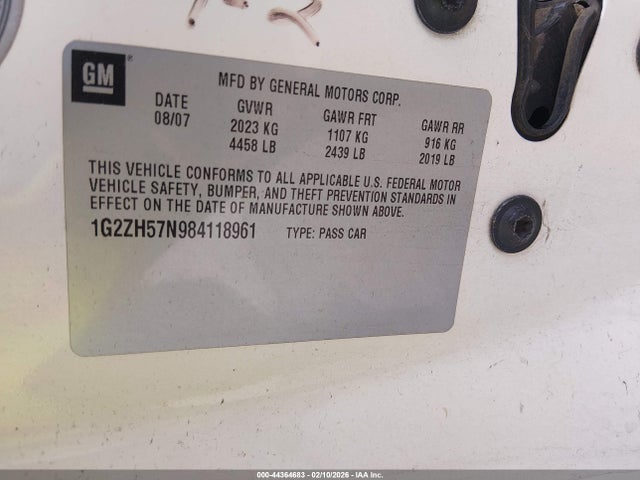 GM ®
MFD BY GENERAL MOTORS CORP.
DATE GVWR GAWR FRT GAWR RR
08/07 2023 KG 1107 KG 916 KG
4458 LB 2439 LB 2019 LB
THIS VEHICLE CONFORMS TO ALL APPLICABLE U.S. FEDERAL MOTOR
VEHICLE SAFETY, BUMPER, AND THEFT PREVENTION STANDARDS IN
EFFECT ON THE DATE OF MANUFACTURE SHOWN ABOVE.
1G2ZH57N984118961 TYPE: PASS CAR
000-44364683 - 02/10/2026 - IAA Inc.